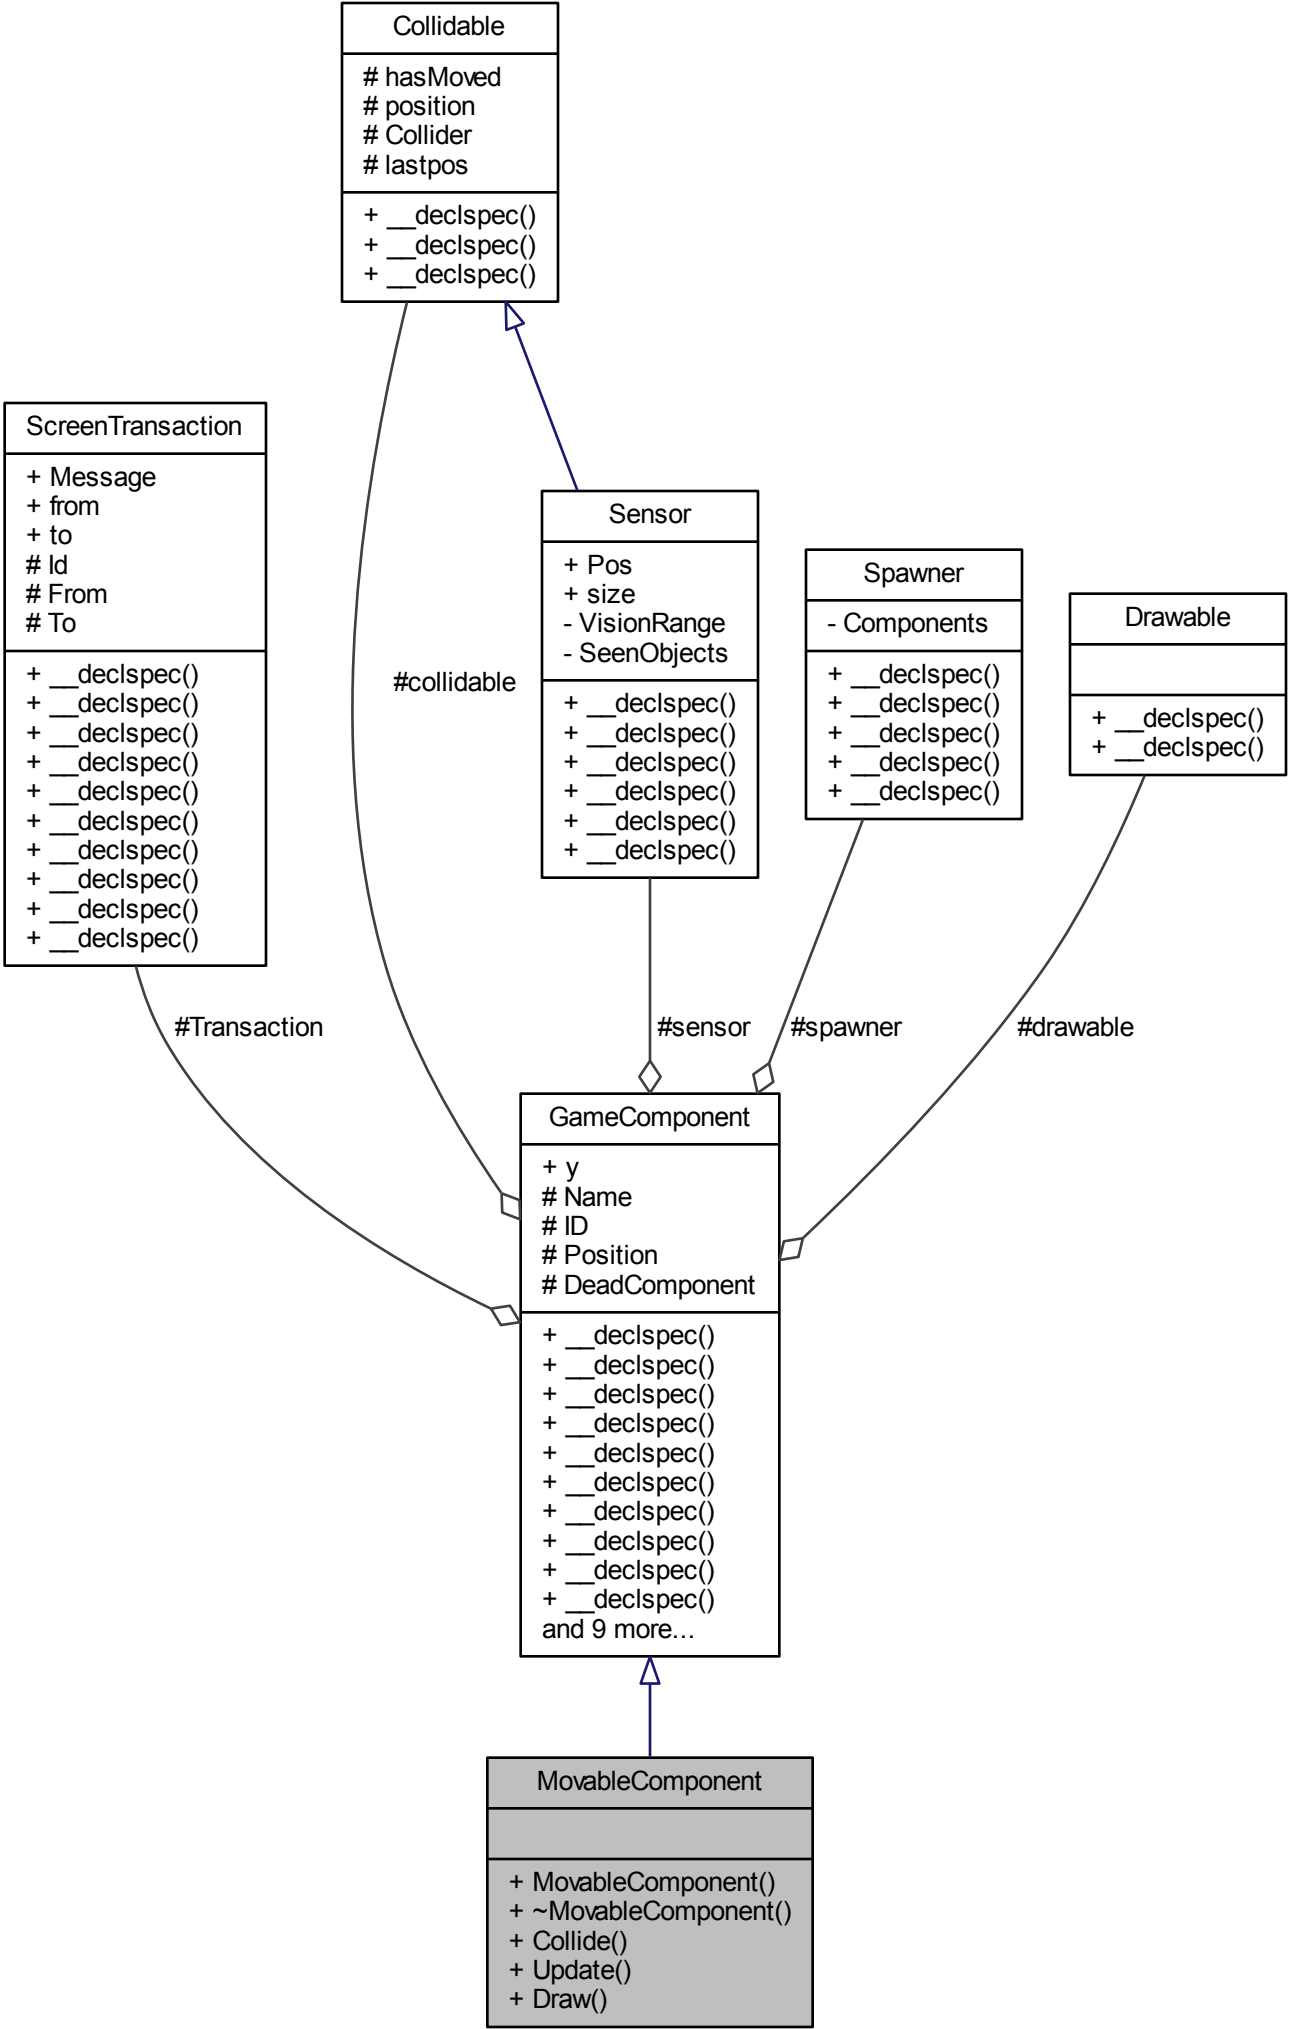 Collidable
# hasMoved
# position
# Collider
# lastpos
+ __declspec()
+ __declspec()
+ __declspec()
ScreenTransaction
+ Message
+ from
+ to
# Id
# From
# To
+ __declspec()
+ __declspec()
+ __declspec()
+ __declspec()
+ __declspec()
+ __declspec()
+ __declspec()
+ __declspec()
+ __declspec()
+ __declspec()
#collidable
Sensor
+ Pos
+ size
- VisionRange
- SeenObjects
+ __declspec()
+ __declspec()
+ __declspec()
+ __declspec()
+ __declspec()
+ __declspec()
Spawner
- Components
+ __declspec()
+ __declspec()
+ __declspec()
+ __declspec()
+ __declspec()
Drawable
+ __declspec()
+ __declspec()
#Transaction
#sensor
#spawner
#drawable
GameComponent
+ y
# Name
# ID
# Position
# DeadComponent
+ __declspec()
+ __declspec()
+ __declspec()
+ __declspec()
+ __declspec()
+ __declspec()
+ __declspec()
+ __declspec()
+ __declspec()
+ __declspec()
and 9 more...
MovableComponent
+ MovableComponent()
+ ~MovableComponent()
+ Collide()
+ Update()
+ Draw()